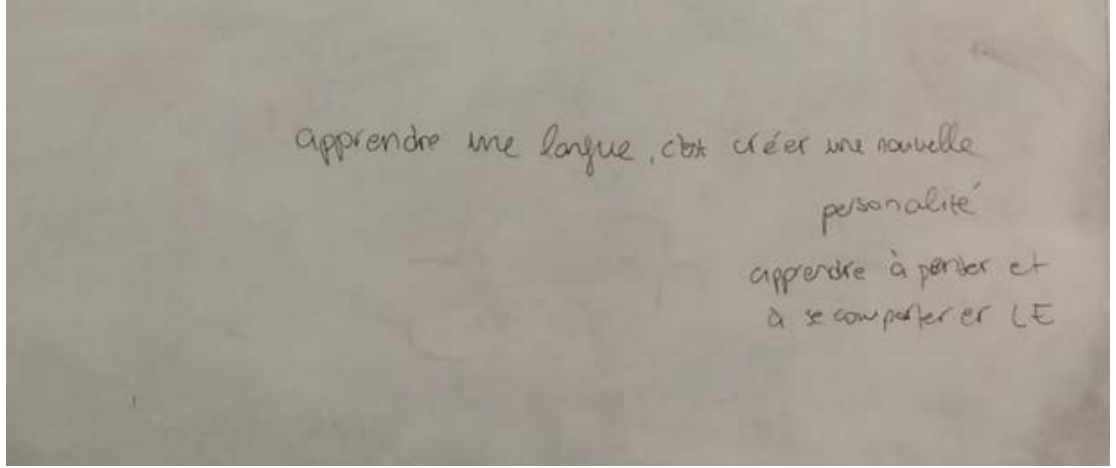 apprendre une langue, c'est créer une nouvelle
personalité
apprendre à penser et
à se comporter en LE